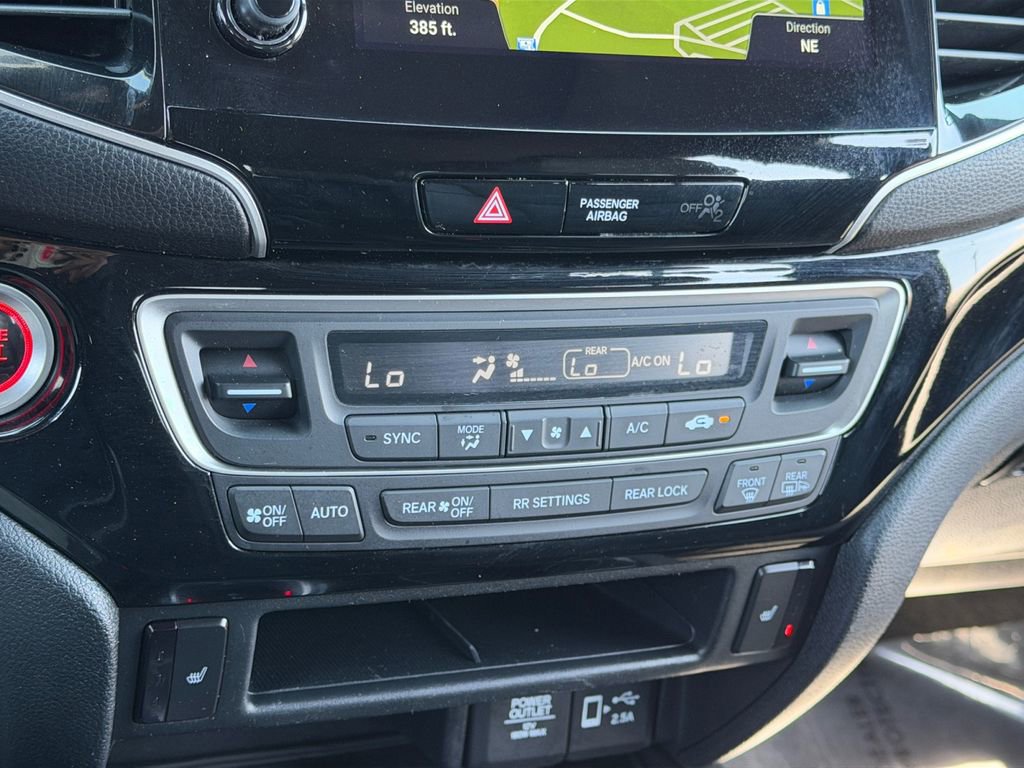 Elevation
385 ft.
Direction
NE
PASSENGER
AIRBAG
OFF
2
Lo
REAR
Lo
A/C ON
Lo
SYNC
MODE
A/C
ON/
OFF
AUTO
REAR ON/
OFF
RR SETTINGS
REAR LOCK
FRONT
REAR
POWER
OUTLET
2.5A